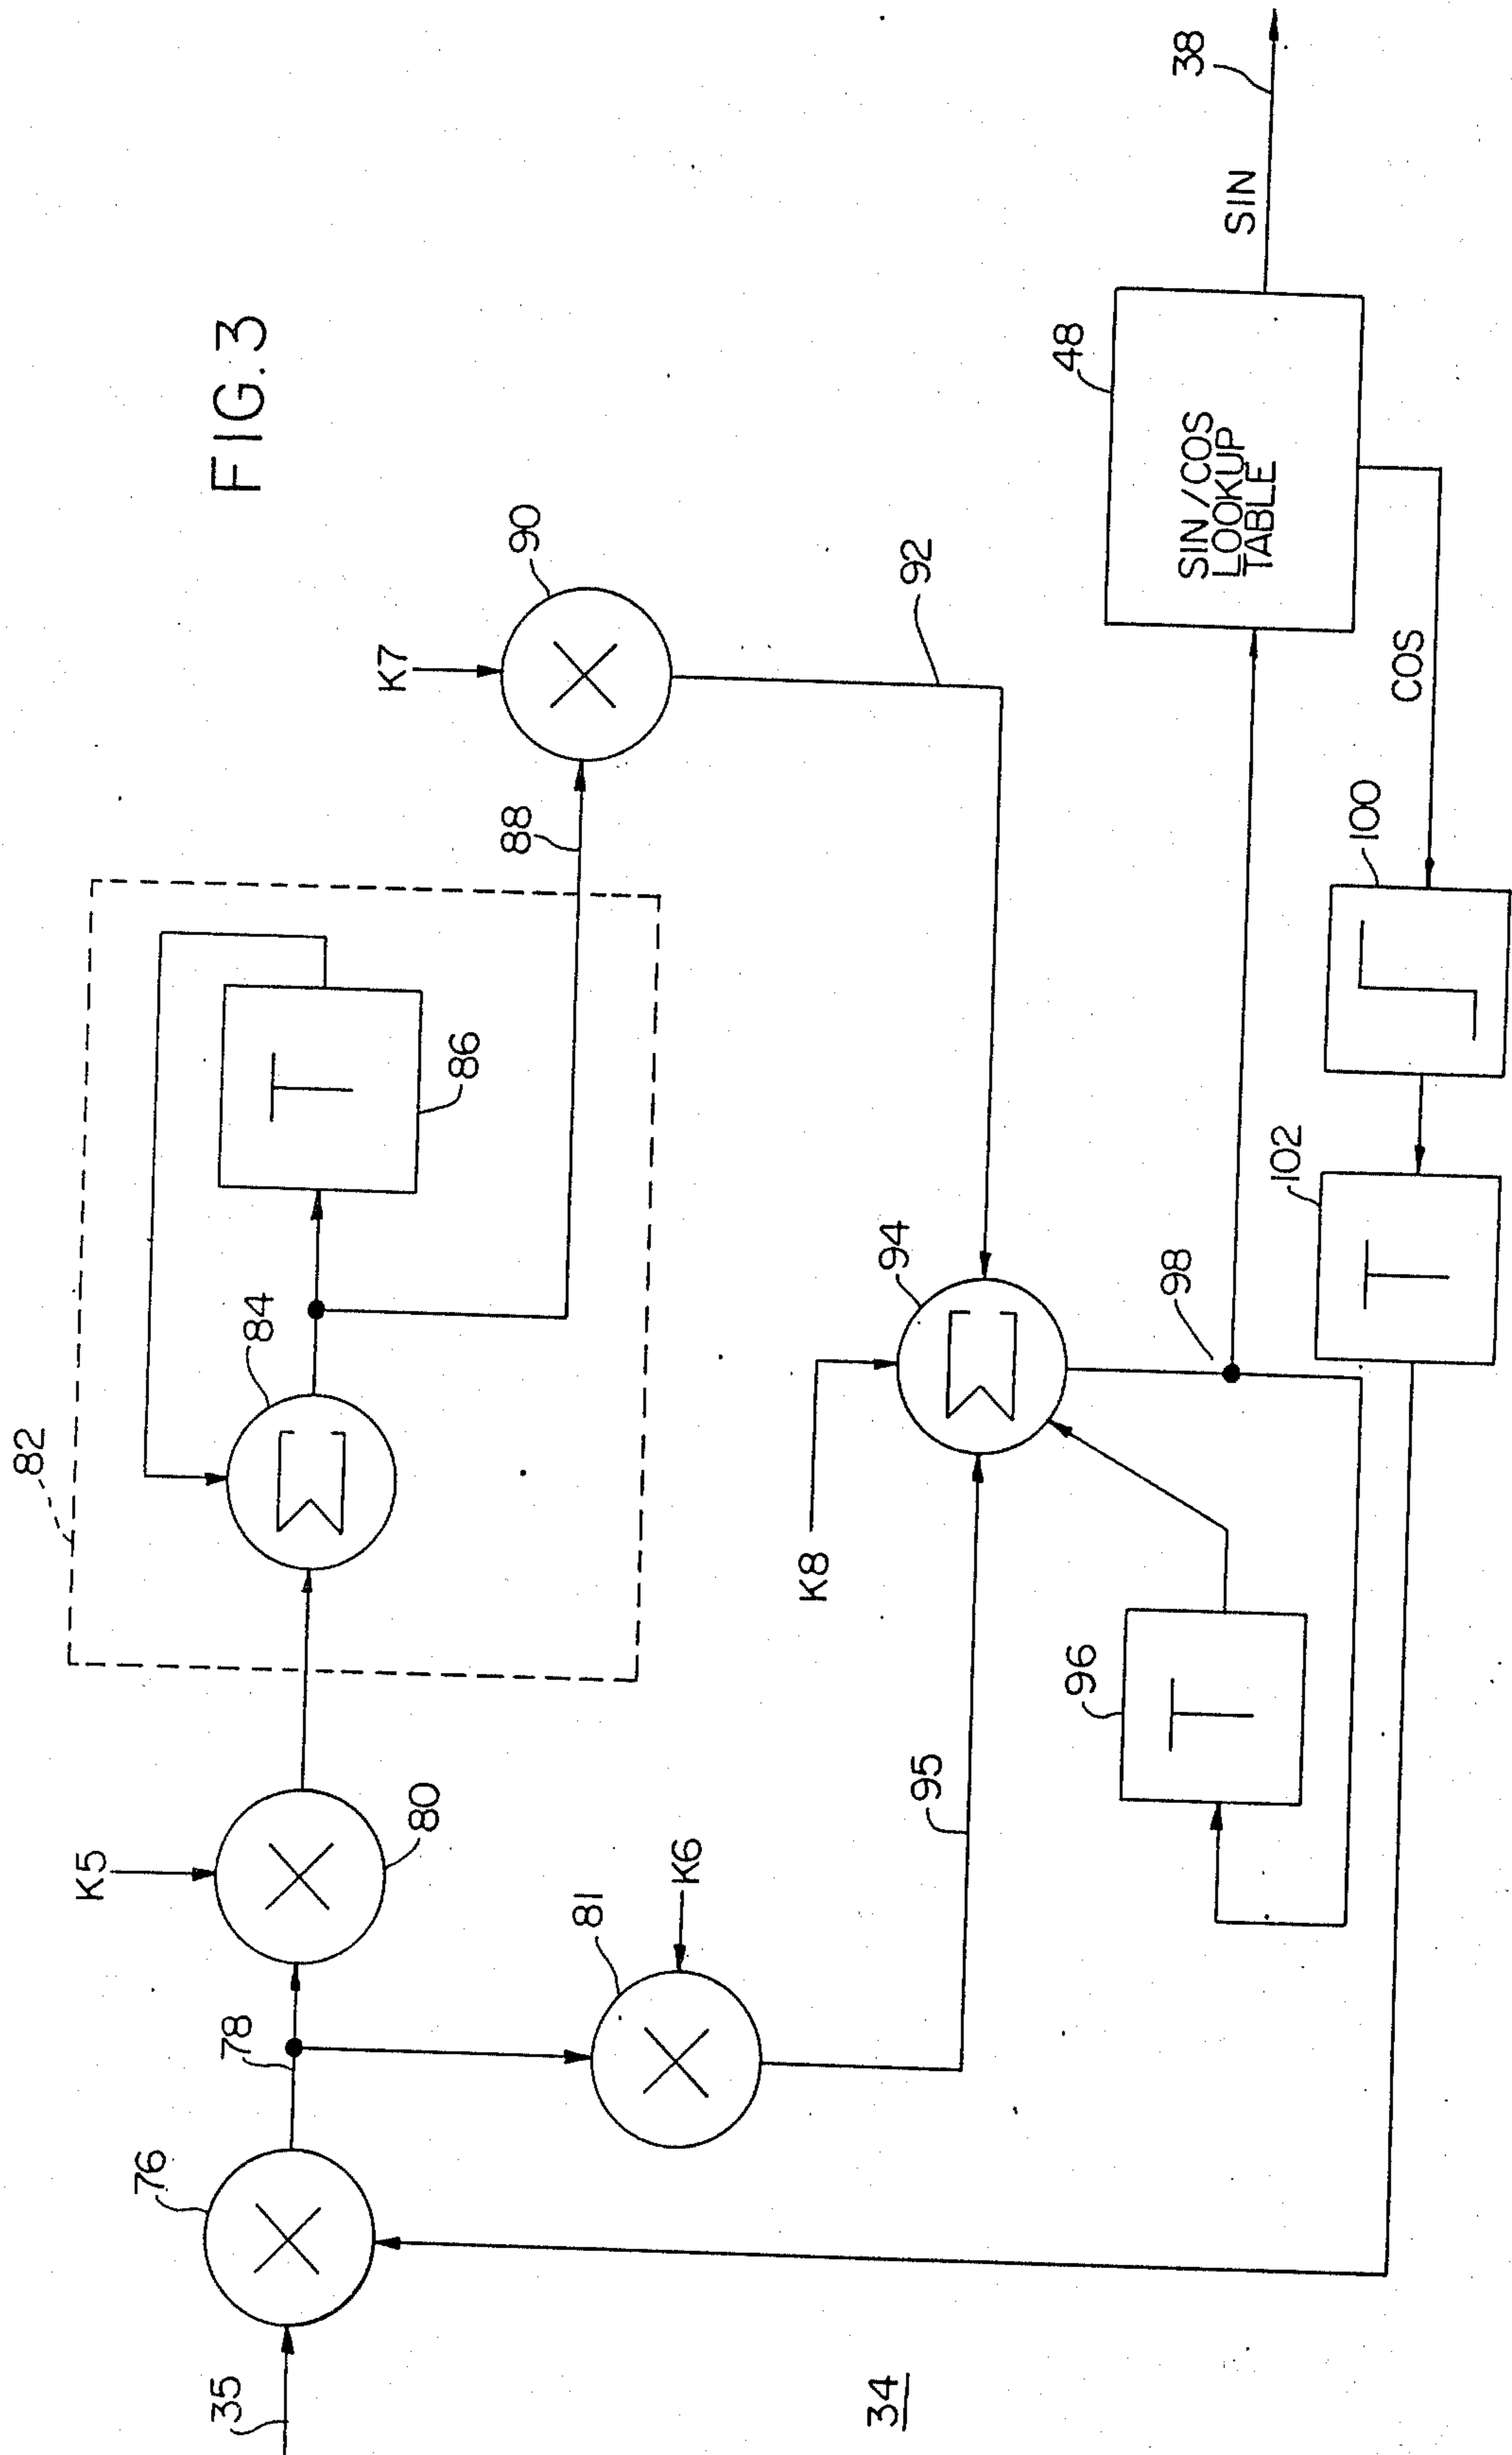 FIG. 3
82
84
86
K5
80
78
76
35
88
K7
90
92
81
K6
95
K8
94
96
98
48
SIN/COS
LOOKUP
TABLE
SIN
38
COS
100
102
T
T
T
Σ
Σ
34